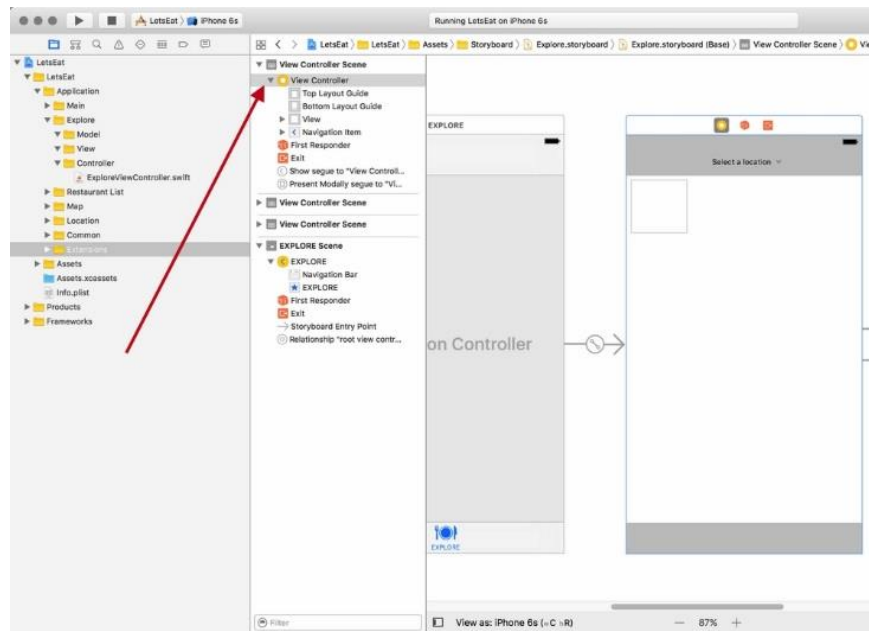 LetsEat
iPhone 6s
Running LetsEat on iPhone 6s
LetsEat
LetsEat
Assets
Storyboard
Explore.storyboard
Explore.storyboard (Base)
View Controller Scene
LetsEat
LetsEat
Application
Main
Explore
Model
View
Controller
ExploreViewController.swift
Restaurant List
Map
Location
Common
Extensions
Assets
Assets.xcassets
Info.plist
Products
Frameworks
View Controller Scene
View Controller
Top Layout Guide
Bottom Layout Guide
View
Navigation Item
First Responder
Exit
Show segue to "View Controll...
Present Modally segue to "Vi...
View Controller Scene
View Controller Scene
EXPLORE Scene
EXPLORE
Navigation Bar
EXPLORE
First Responder
Exit
Storyboard Entry Point
Relationship "root view contr...
Filter
EXPLORE
on Controller
EXPLORE
Select a location
View as: iPhone 6s (wC hR)
— 87% +